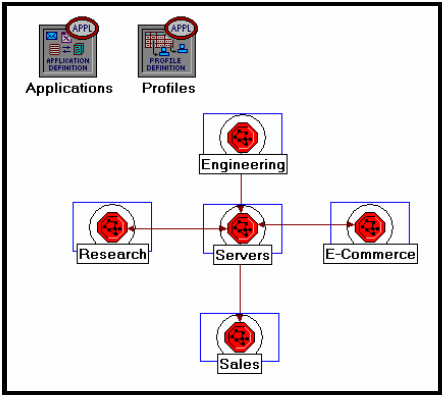 APPL
APPL
APPLICATION
DEFINITION
PROFILE
DEFINITION
Applications
Profiles
Engineering
Research
Servers
E-Commerce
Sales